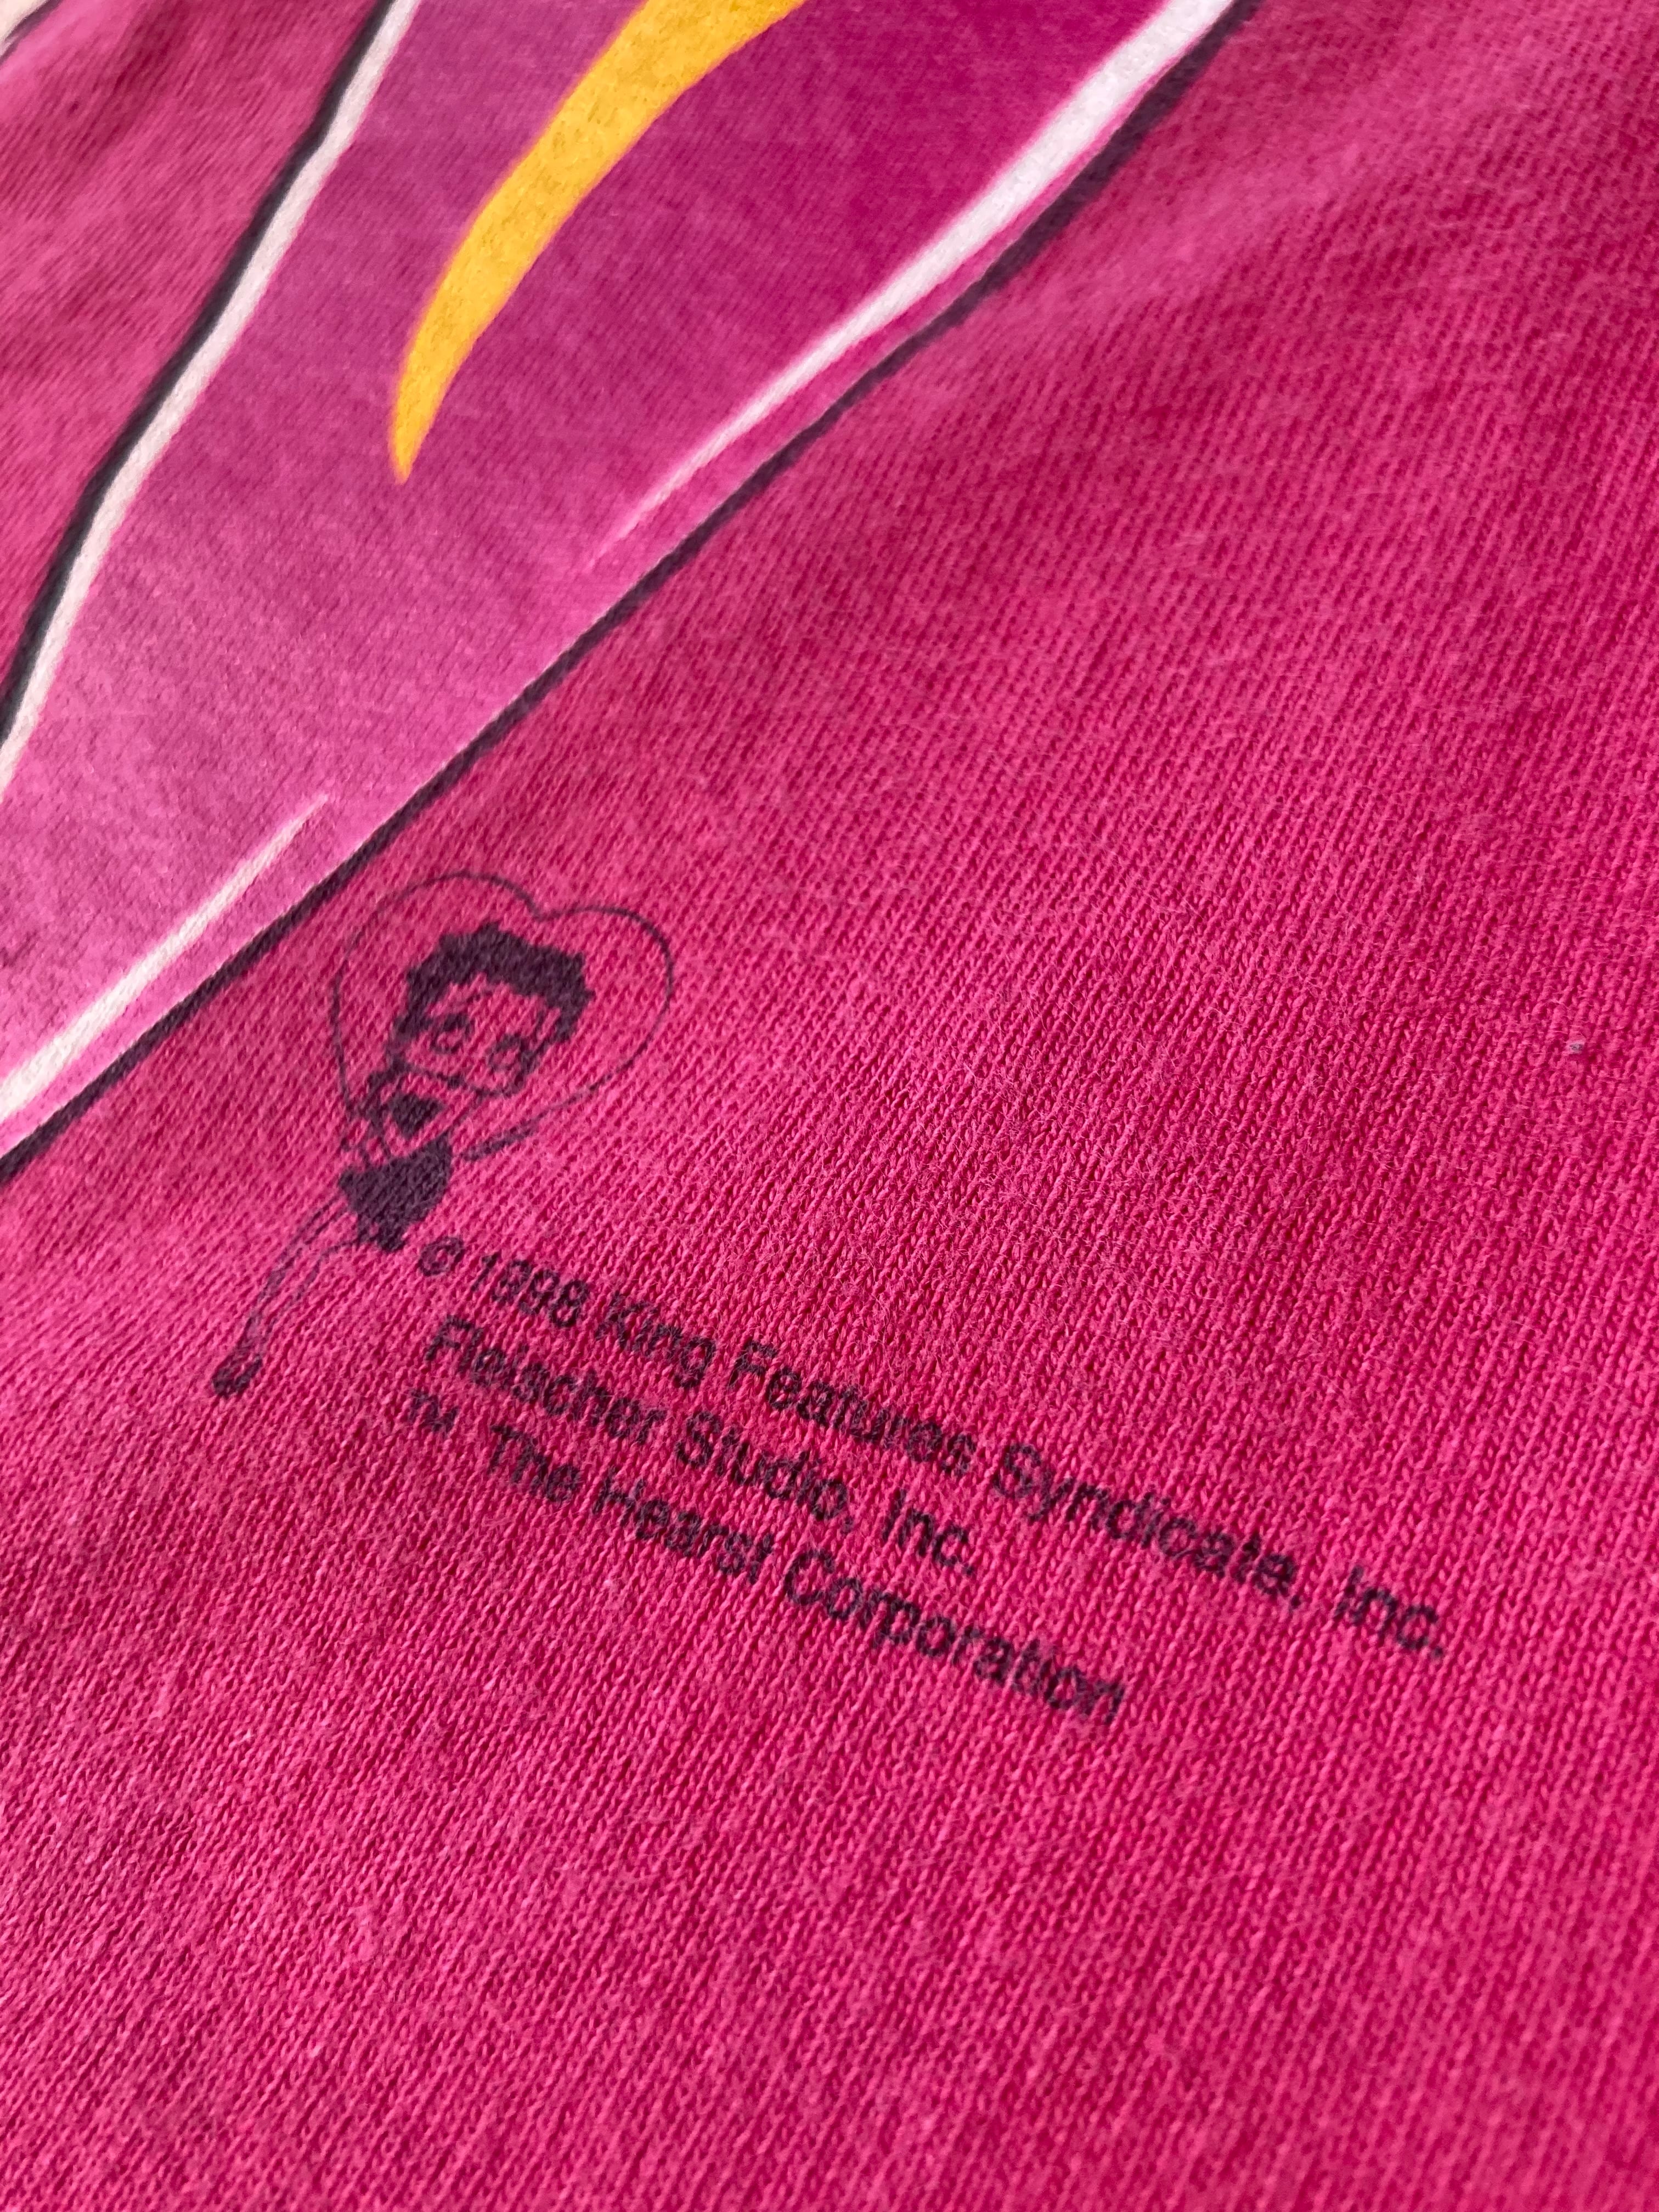 © 1998 King Features Syndicate, Inc.
Fleischer Studio, Inc.
™ The Hearst Corporation